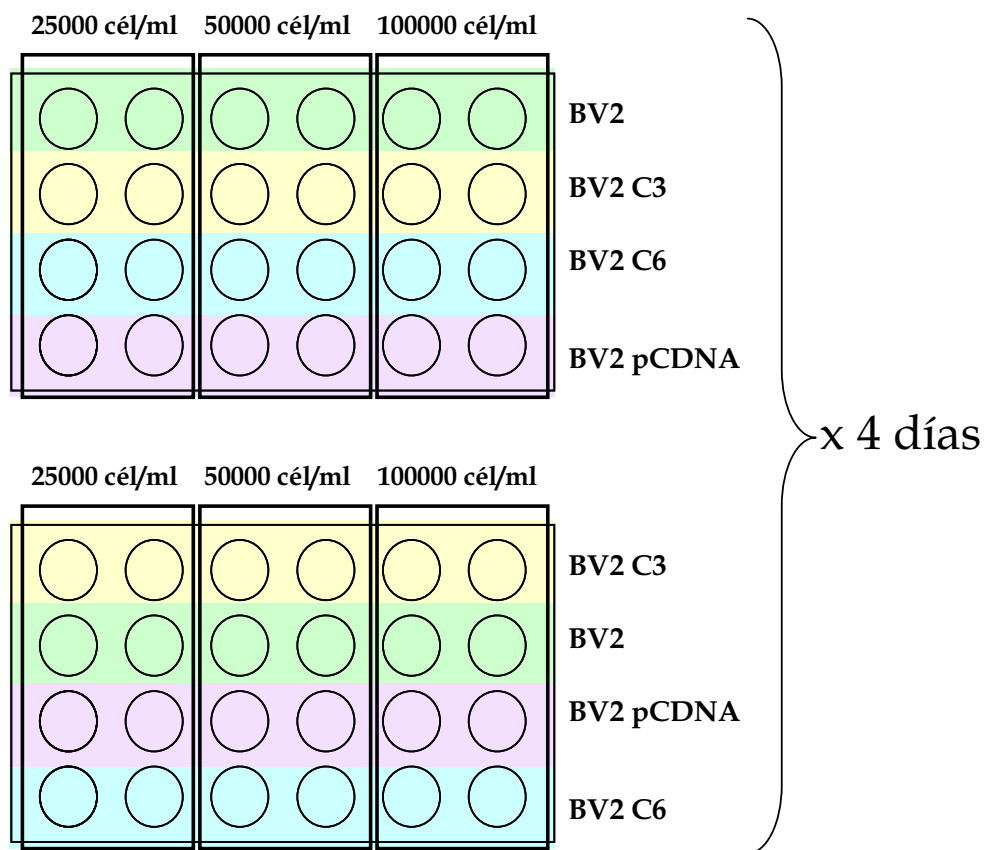 25000 cél/ml 50000 cél/ml 100000 cél/ml
BV2
BV2 C3
BV2 C6
BV2 pCDNA
x 4 días
25000 cél/ml 50000 cél/ml 100000 cél/ml
BV2 C3
BV2
BV2 pCDNA
BV2 C6